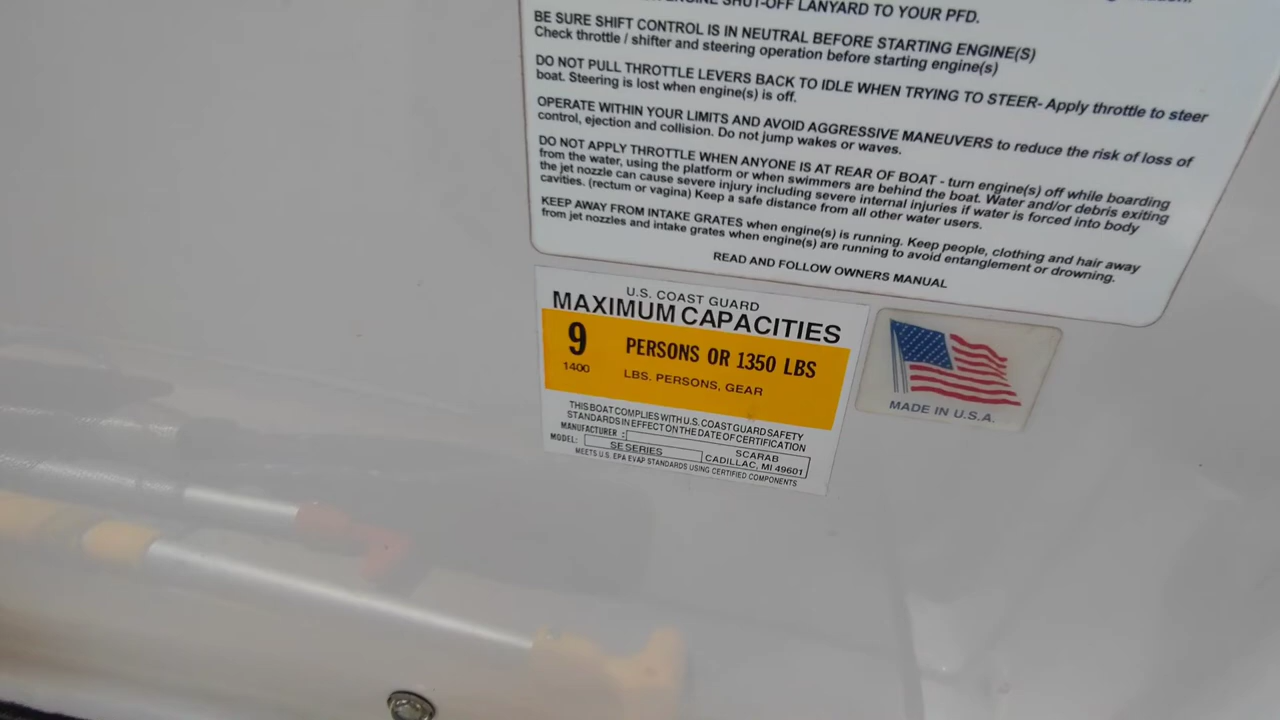 ENGINE SHUT-OFF LANYARD TO YOUR PFD.
BE SURE SHIFT CONTROL IS IN NEUTRAL BEFORE STARTING ENGINE(S)
Check throttle / shifter and steering operation before starting engine(s)
DO NOT PULL THROTTLE LEVERS BACK TO IDLE WHEN TRYING TO STEER- Apply throttle to steer
boat. Steering is lost when engine(s) is off.
OPERATE WITHIN YOUR LIMITS AND AVOID AGGRESSIVE MANEUVERS to reduce the risk of loss of
control, ejection and collision. Do not jump wakes or waves.
DO NOT APPLY THROTTLE WHEN ANYONE IS AT REAR OF BOAT - turn engine(s) off while boarding
from the water, using the platform or when swimmers are behind the boat. Water and/or debris exiting
the jet nozzle can cause severe injury including severe internal injuries if water is forced into body
cavities. (rectum or vagina) Keep a safe distance from all other water users.
KEEP AWAY FROM INTAKE GRATES when engine(s) is running. Keep people, clothing and hair away
from jet nozzles and intake grates when engine(s) are running to avoid entanglement or drowning.
READ AND FOLLOW OWNERS MANUAL
U.S. COAST GUARD
MAXIMUM CAPACITIES
9 PERSONS OR 1350 LBS
1400 LBS. PERSONS, GEAR
THIS BOAT COMPLIES WITH U.S. COAST GUARD SAFETY
STANDARDS IN EFFECT ON THE DATE OF CERTIFICATION
MANUFACTURER : SCARAB
MODEL: SE SERIES CADILLAC, MI 49601
MEETS U.S. EPA EVAP STANDARDS USING CERTIFIED COMPONENTS
MADE IN U.S.A.